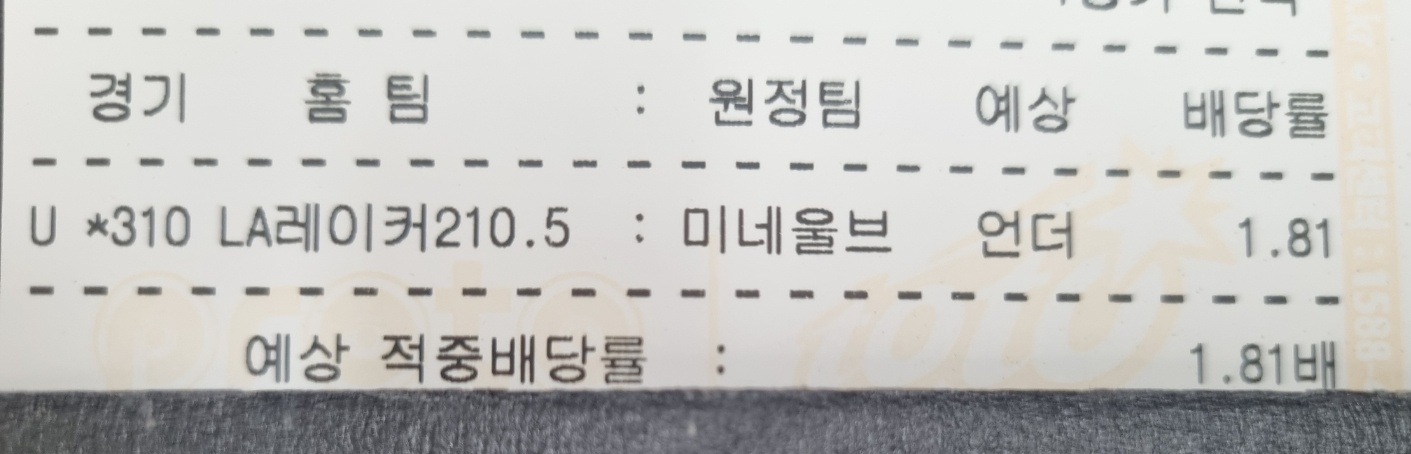 경기 홈 팀 : 원정팀 예상 배당률
U *310 LA레이커210.5 : 미네울브 언더 1.81
예상 적중배당률 : 1.81배
proto